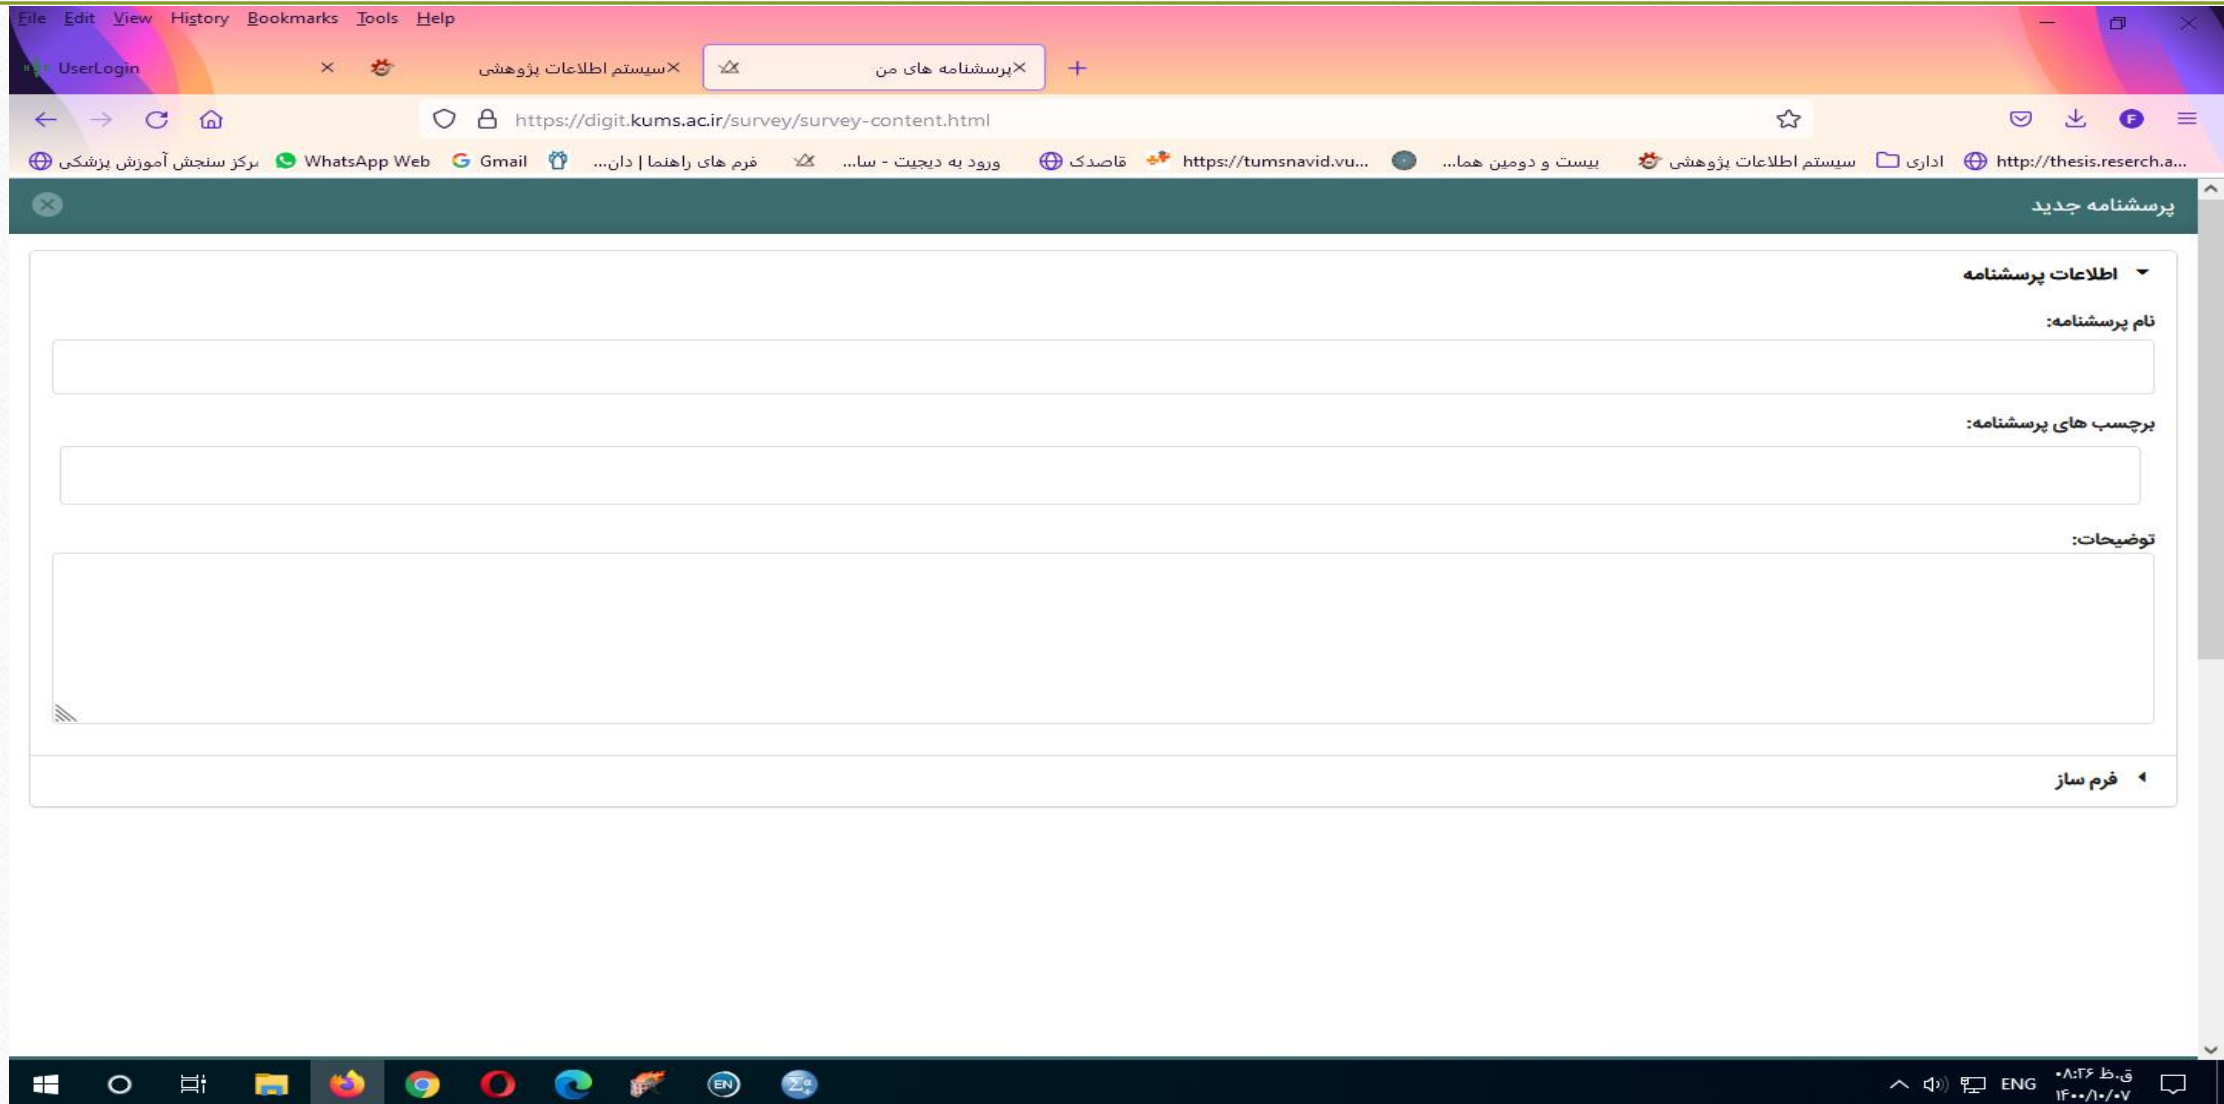 File Edit View History Bookmarks Tools Help
UserLogin
سیستم اطلاعات پژوهشی
پرسشنامه های من
https://digit.kums.ac.ir/survey/survey-content.html
مرکز سنجش آموزش پزشکی
WhatsApp Web
Gmail
فرم های راهنما | دان...
ورود به دیجیت - سا...
قاصدک
https://tumsnavid.vu...
بیست و دومین هما...
سیستم اطلاعات پژوهشی
اداری
http://thesis.reserch.a...
پرسشنامه جدید
اطلاعات پرسشنامه
نام پرسشنامه:
برچسب های پرسشنامه:
توضیحات:
فرم ساز
EN
ENG
۰۸:۲۶ ق.ظ
۱۴۰۰/۱۰/۰۷